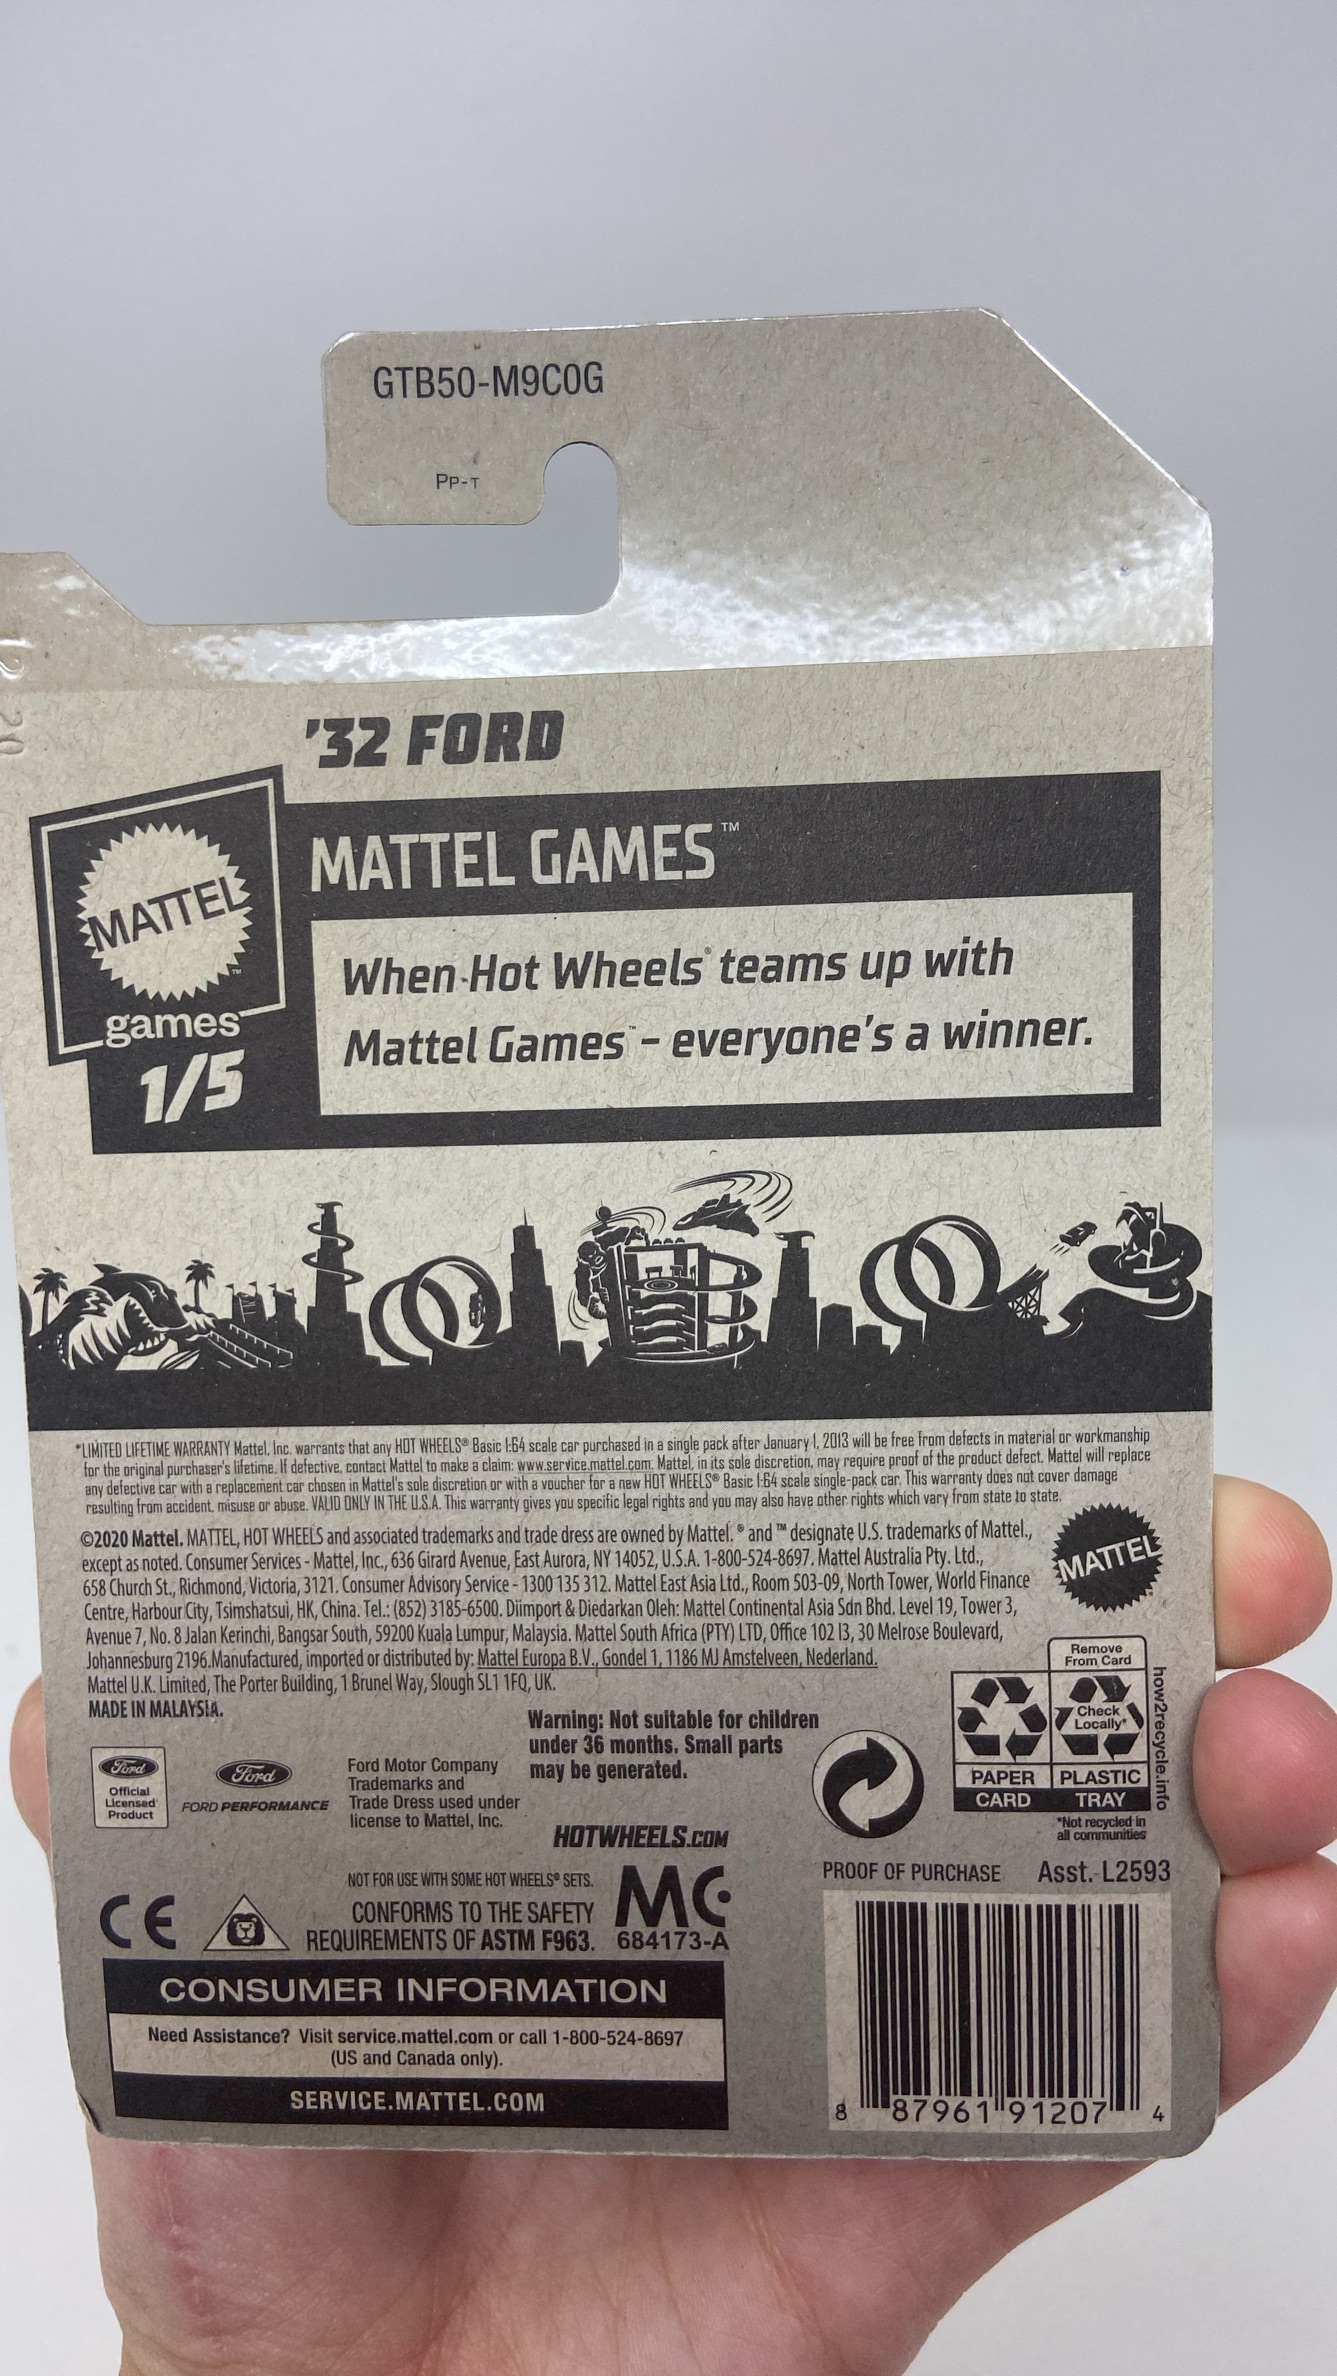 GTB50-M9C0G
PP-T
'32 FORD
MATTEL GAMES™
MATTEL™
games
1/5
When Hot Wheels® teams up with
Mattel Games™ – everyone's a winner.
*LIMITED LIFETIME WARRANTY Mattel, Inc. warrants that any HOT WHEELS® Basic 1:64 scale car purchased in a single pack after January 1, 2013 will be free from defects in material or workmanship
for the original purchaser's lifetime. If defective, contact Mattel to make a claim: www.service.mattel.com. Mattel, in its sole discretion, may require proof of the product defect. Mattel will replace
any defective car with a replacement car chosen in Mattel's sole discretion or with a voucher for a new HOT WHEELS® Basic 1:64 scale single-pack car. This warranty does not cover damage
resulting from accident, misuse or abuse. VALID ONLY IN THE U.S.A. This warranty gives you specific legal rights and you may also have other rights which vary from state to state.
©2020 Mattel. MATTEL, HOT WHEELS and associated trademarks and trade dress are owned by Mattel. ® and ™ designate U.S. trademarks of Mattel.,
except as noted. Consumer Services - Mattel, Inc., 636 Girard Avenue, East Aurora, NY 14052, U.S.A. 1-800-524-8697. Mattel Australia Pty. Ltd.,
658 Church St., Richmond, Victoria, 3121. Consumer Advisory Service - 1300 135 312. Mattel East Asia Ltd., Room 503-09, North Tower, World Finance
Centre, Harbour City, Tsimshatsui, HK, China. Tel.: (852) 3185-6500. Diimport & Diedarkan Oleh: Mattel Continental Asia Sdn Bhd. Level 19, Tower 3,
Avenue 7, No. 8 Jalan Kerinchi, Bangsar South, 59200 Kuala Lumpur, Malaysia. Mattel South Africa (PTY) LTD, Office 102 I3, 30 Melrose Boulevard,
Johannesburg 2196.Manufactured, imported or distributed by: Mattel Europa B.V., Gondel 1, 1186 MJ Amstelveen, Nederland.
Mattel U.K. Limited, The Porter Building, 1 Brunel Way, Slough SL1 1FQ, UK.
MADE IN MALAYSIA.
MATTEL
Remove
From Card
Check
Locally*
PAPER
CARD
PLASTIC
TRAY
*Not recycled in
all communities
how2recycle.info
Warning: Not suitable for children
under 36 months. Small parts
may be generated.
Ford
Official
Licensed
Product
Ford
FORD PERFORMANCE
Ford Motor Company
Trademarks and
Trade Dress used under
license to Mattel, Inc.
HOTWHEELS.COM
NOT FOR USE WITH SOME HOT WHEELS® SETS.
CONFORMS TO THE SAFETY
REQUIREMENTS OF ASTM F963.
CE
MC
684173-A
PROOF OF PURCHASE
Asst. L2593
CONSUMER INFORMATION
Need Assistance? Visit service.mattel.com or call 1-800-524-8697
(US and Canada only).
SERVICE.MATTEL.COM
8 87961 91207 4